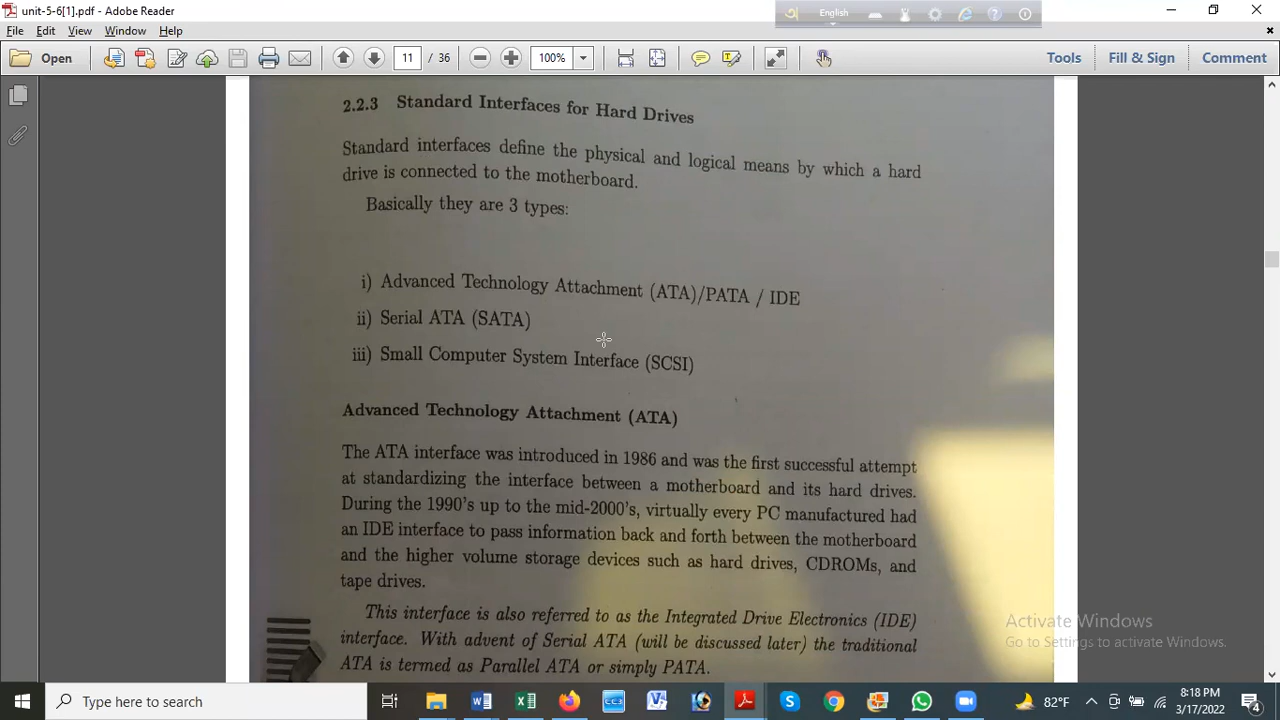 unit-5-6[1].pdf - Adobe Reader
English
File Edit View Window Help
Open 11 / 36 100% Tools Fill & Sign Comment
2.2.3 Standard Interfaces for Hard Drives
Standard interfaces define the physical and logical means by which a hard
drive is connected to the motherboard.
Basically they are 3 types:
i) Advanced Technology Attachment (ATA)/PATA / IDE
ii) Serial ATA (SATA)
iii) Small Computer System Interface (SCSI)
Advanced Technology Attachment (ATA)
The ATA interface was introduced in 1986 and was the first successful attempt
at standardizing the interface between a motherboard and its hard drives.
During the 1990's up to the mid-2000's, virtually every PC manufactured had
an IDE interface to pass information back and forth between the motherboard
and the higher volume storage devices such as hard drives, CDROMs, and
tape drives.
This interface is also referred to as the Integrated Drive Electronics (IDE)
interface. With advent of Serial ATA (will be discussed later) the traditional
ATA is termed as Parallel ATA or simply PATA.
Activate Windows
Go to Settings to activate Windows.
Type here to search
82°F
8:18 PM
3/17/2022
4